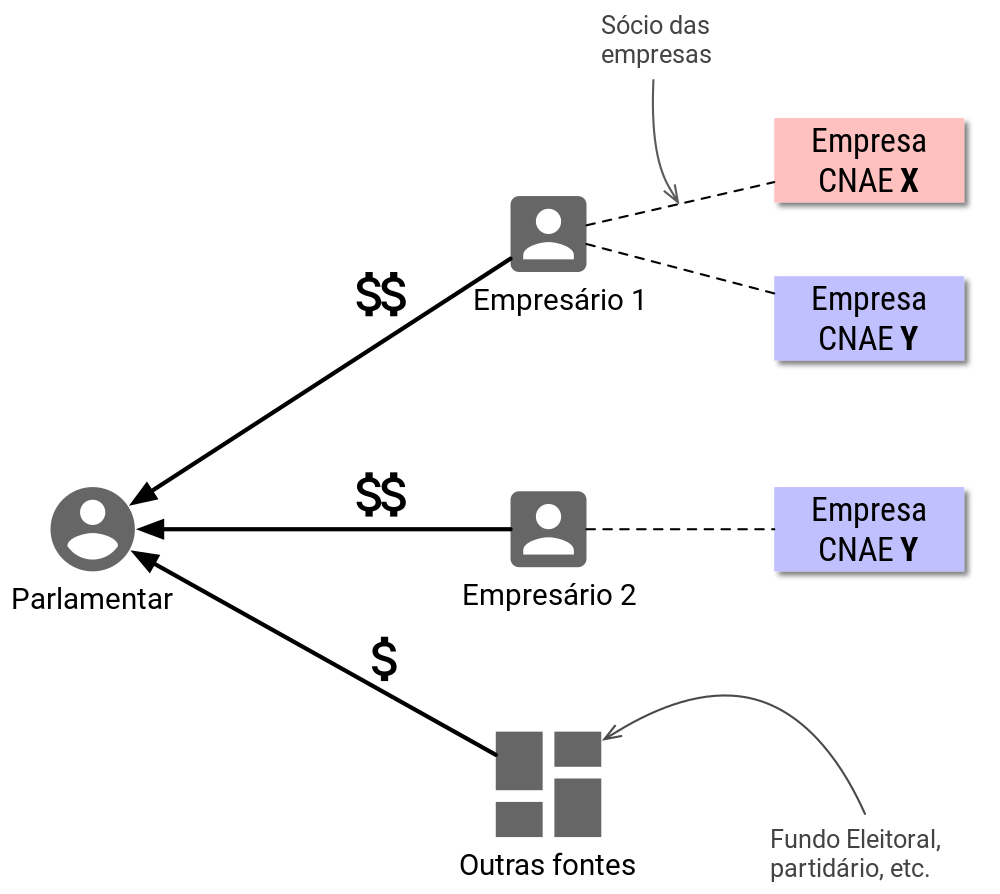 Sócio das
empresas
Empresa
CNAE X
$$
Empresário 1
Empresa
CNAE Y
$$
Empresário 2
Empresa
CNAE Y
Parlamentar
$
Outras fontes
Fundo Eleitoral,
partidário, etc.